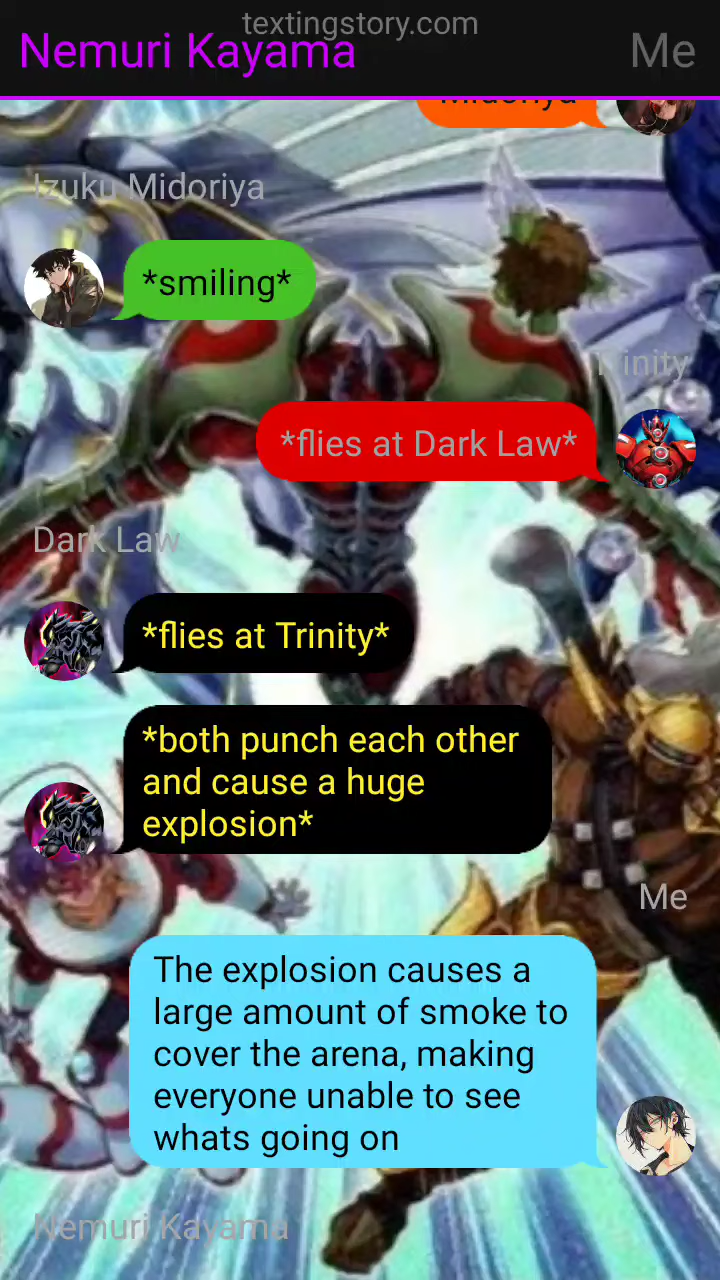 textingstory.com
Nemuri Kayama
Me
Midoriya
Izuku Midoriya
*smiling*
Trinity
*flies at Dark Law*
Dark Law
*flies at Trinity*
*both punch each other
and cause a huge
explosion*
Me
The explosion causes a
large amount of smoke to
cover the arena, making
everyone unable to see
whats going on
Nemuri Kayama